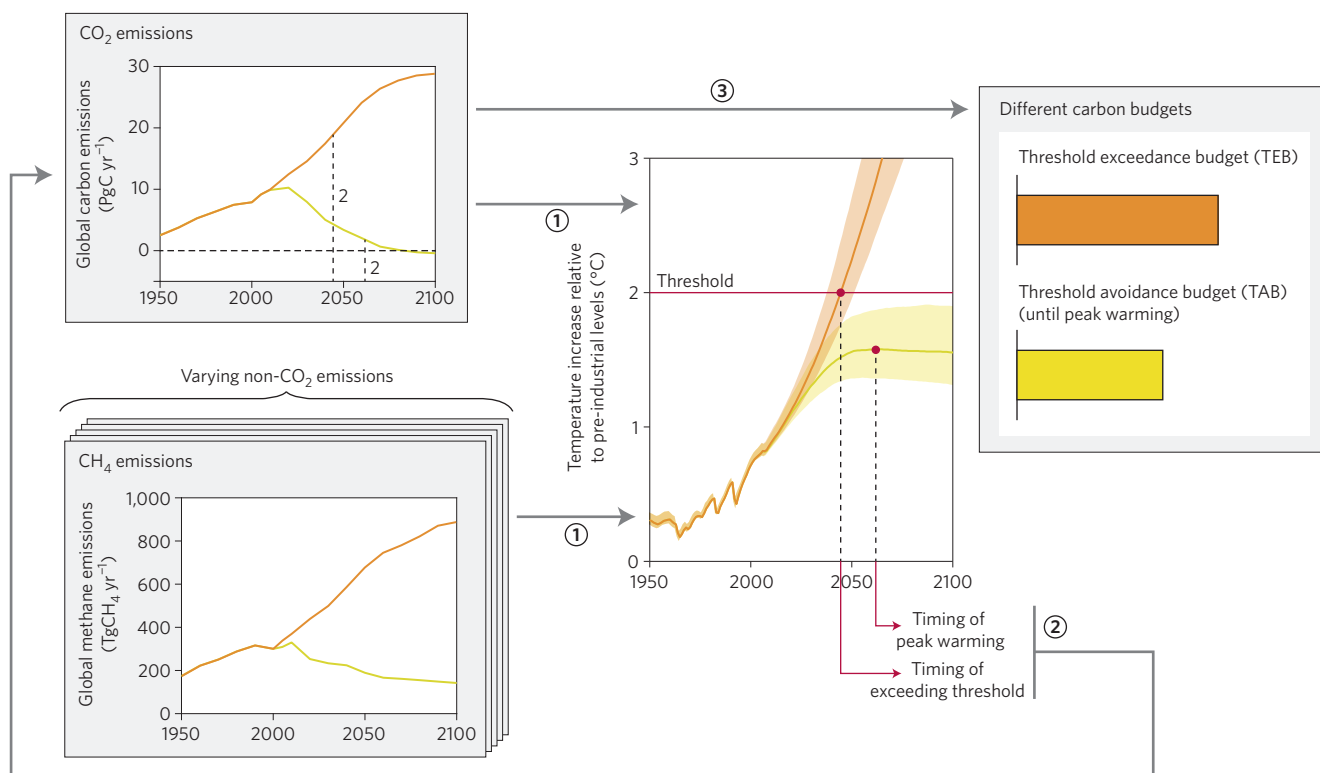 CO₂ emissions
Global carbon emissions
(PgC yr⁻¹)
30
20
10
0
2
2
1950
2000
2050
2100
Varying non-CO₂ emissions
CH₄ emissions
Global methane emissions
(TgCH₄ yr⁻¹)
1,000
800
600
400
200
0
1950
2000
2050
2100
①
①
③
Temperature increase relative
to pre-industrial levels (°C)
3
2
1
0
Threshold
1950
2000
2050
2100
Timing of
peak warming
Timing of
exceeding threshold
②
Different carbon budgets
Threshold exceedance budget (TEB)
Threshold avoidance budget (TAB)
(until peak warming)